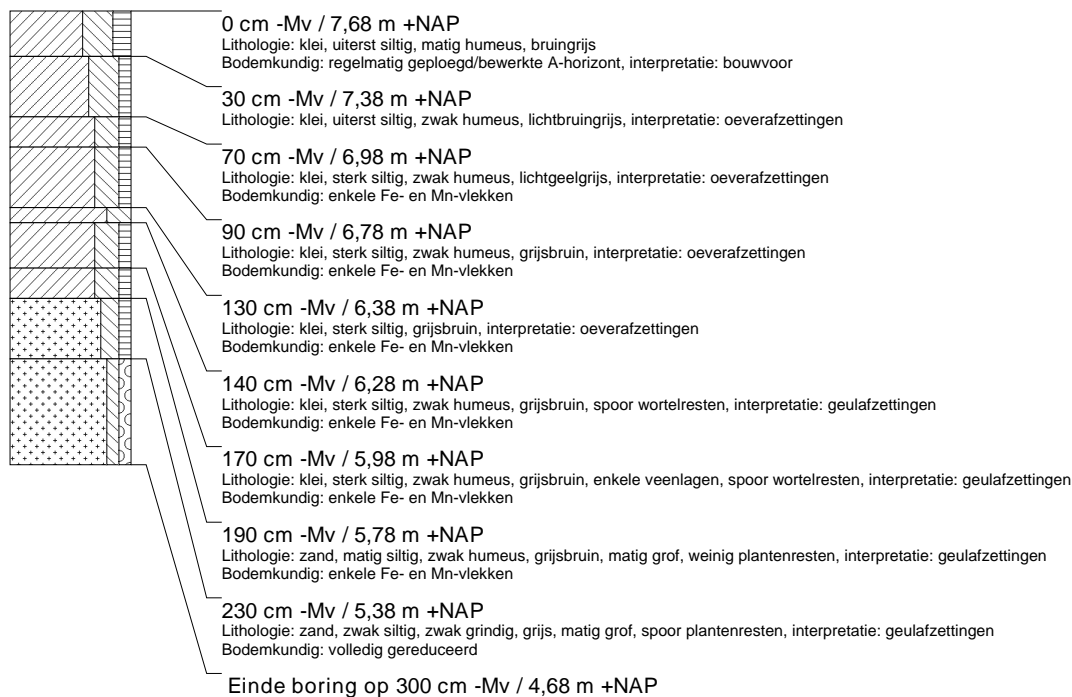 0 cm -Mv / 7,68 m +NAP
Lithologie: klei, uiterst siltig, matig humeus, bruingrijs
Bodemkundig: regelmatig geploegd/bewerkte A-horizont, interpretatie: bouwvoor
30 cm -Mv / 7,38 m +NAP
Lithologie: klei, uiterst siltig, zwak humeus, lichtbruingrijs, interpretatie: oeverafzettingen
70 cm -Mv / 6,98 m +NAP
Lithologie: klei, sterk siltig, zwak humeus, lichtgeelgrijs, interpretatie: oeverafzettingen
Bodemkundig: enkele Fe- en Mn-vlekken
90 cm -Mv / 6,78 m +NAP
Lithologie: klei, sterk siltig, zwak humeus, grijsbruin, interpretatie: oeverafzettingen
Bodemkundig: enkele Fe- en Mn-vlekken
130 cm -Mv / 6,38 m +NAP
Lithologie: klei, sterk siltig, grijsbruin, interpretatie: oeverafzettingen
Bodemkundig: enkele Fe- en Mn-vlekken
140 cm -Mv / 6,28 m +NAP
Lithologie: klei, sterk siltig, zwak humeus, grijsbruin, spoor wortelresten, interpretatie: geulafzettingen
Bodemkundig: enkele Fe- en Mn-vlekken
170 cm -Mv / 5,98 m +NAP
Lithologie: klei, sterk siltig, zwak humeus, grijsbruin, enkele veenlagen, spoor wortelresten, interpretatie: geulafzettingen
Bodemkundig: enkele Fe- en Mn-vlekken
190 cm -Mv / 5,78 m +NAP
Lithologie: zand, matig siltig, zwak humeus, grijsbruin, matig grof, weinig plantenresten, interpretatie: geulafzettingen
Bodemkundig: enkele Fe- en Mn-vlekken
230 cm -Mv / 5,38 m +NAP
Lithologie: zand, zwak siltig, zwak grindig, grijs, matig grof, spoor plantenresten, interpretatie: geulafzettingen
Bodemkundig: volledig gereduceerd
Einde boring op 300 cm -Mv / 4,68 m +NAP